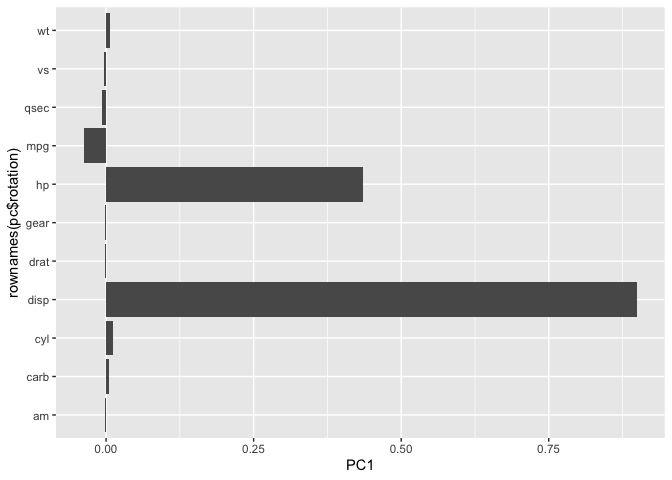 rownames(pc$rotation)
wt
vs
qsec
mpg
hp
gear
drat
disp
cyl
carb
am
0.00 0.25 0.50 0.75
PC1